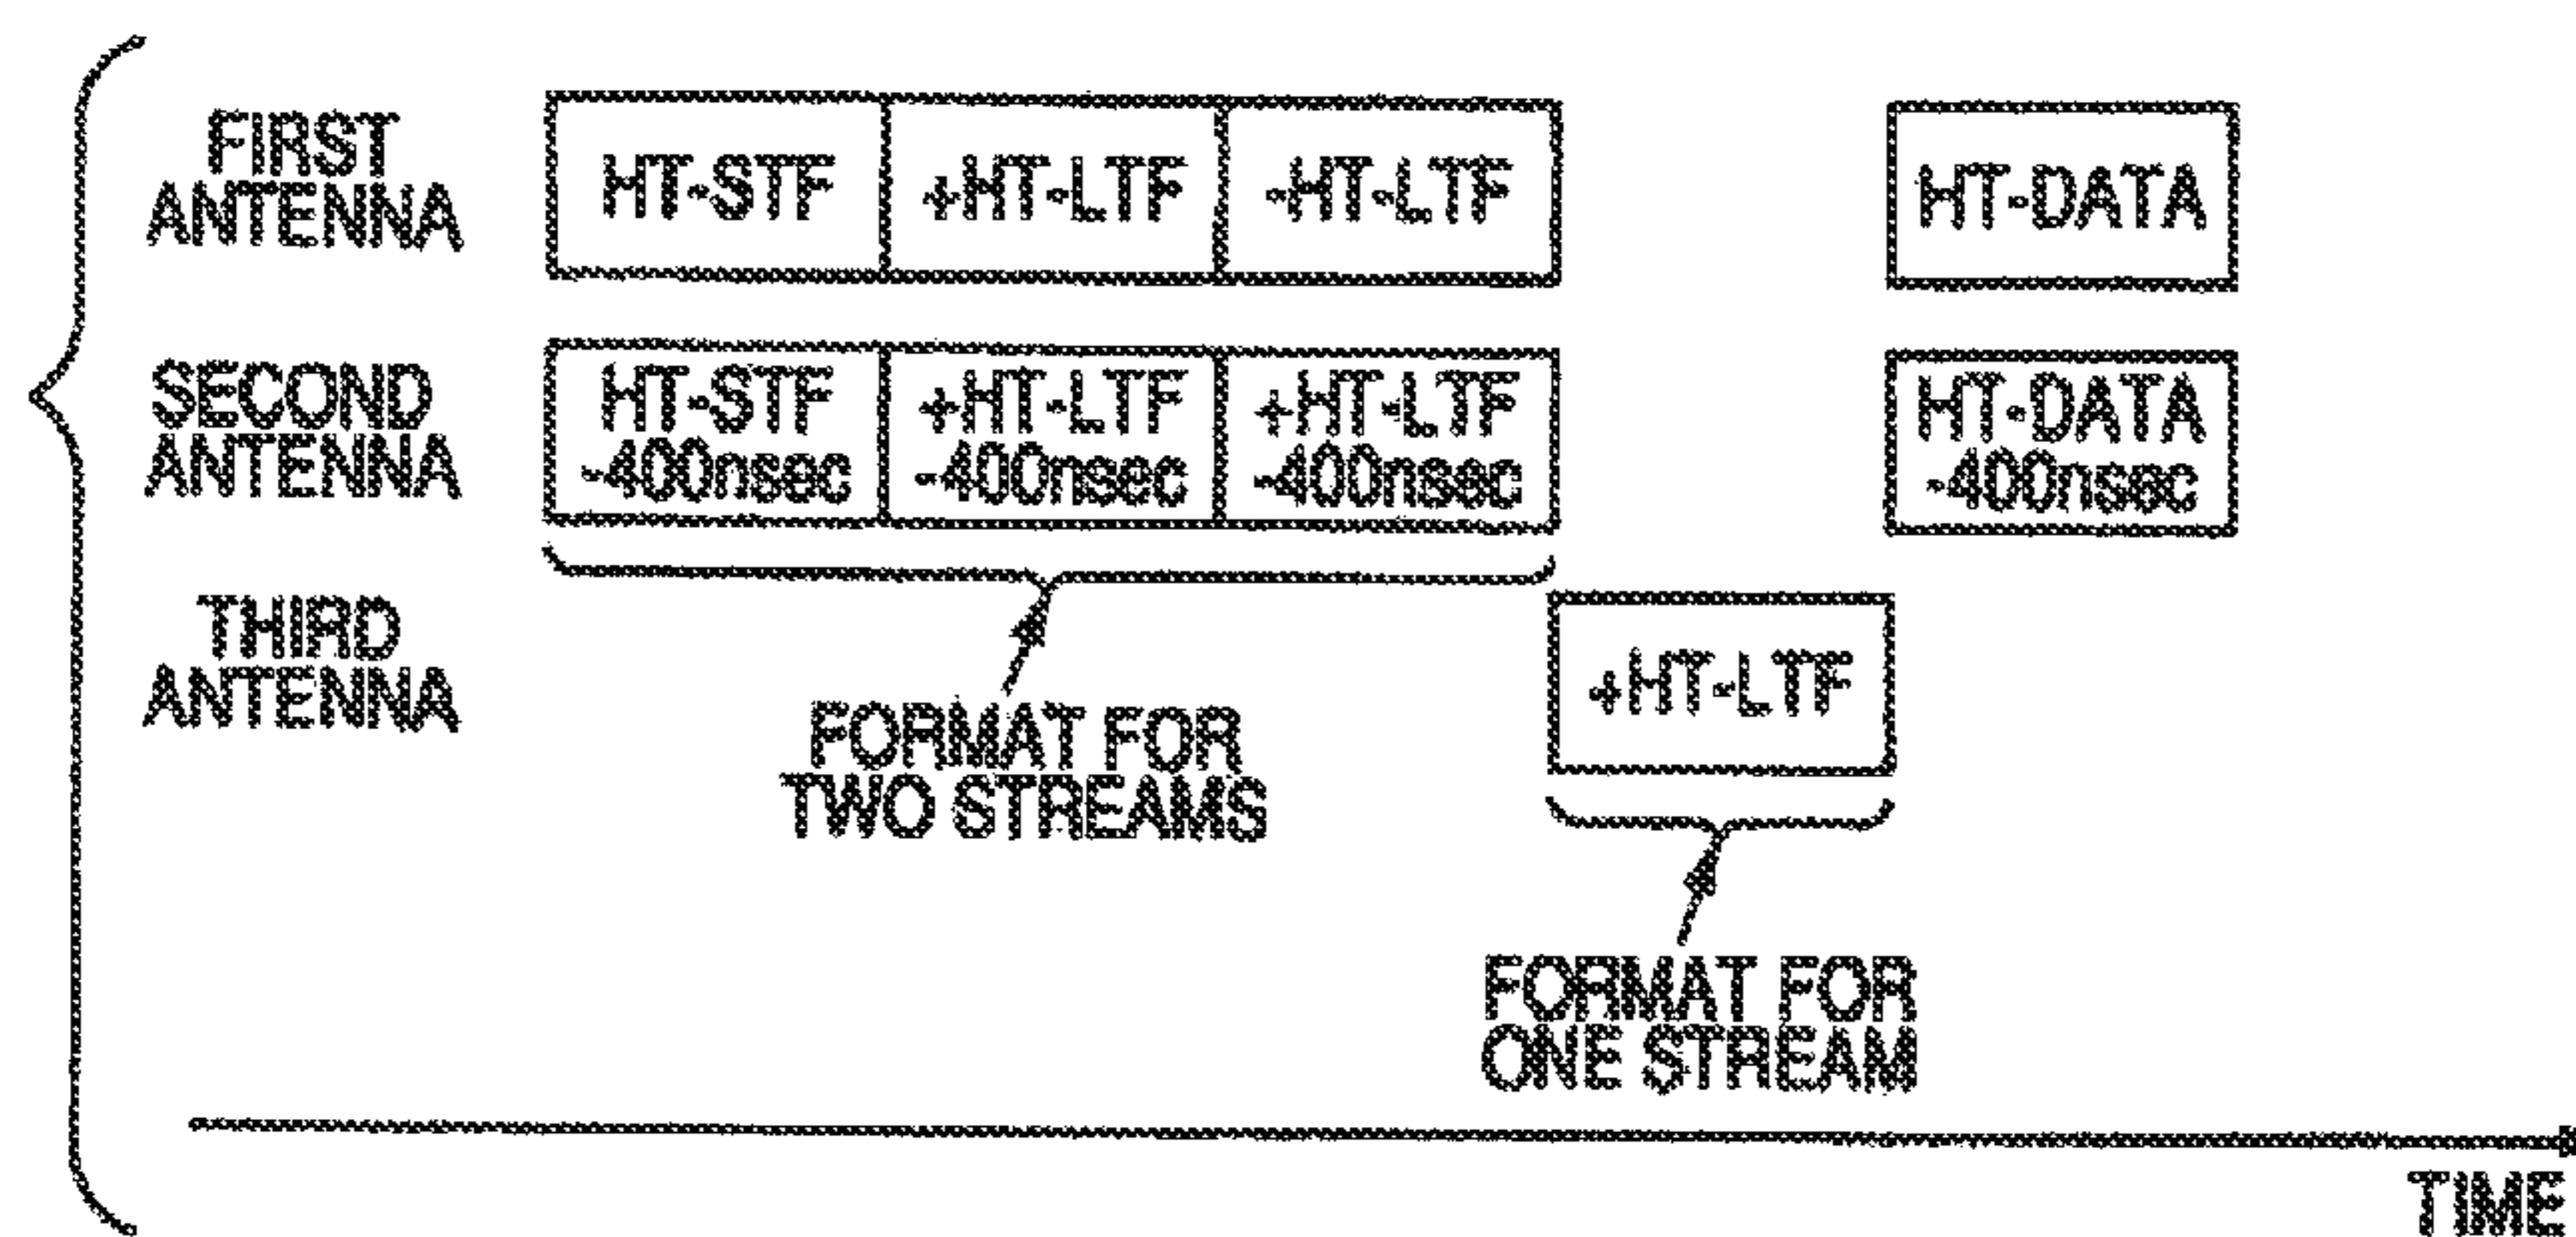 FIRST
ANTENNA
HT-STF
+HT-LTF
-HT-LTF
HT-DATA
SECOND
ANTENNA
HT-STF
-400nsec
+HT-LTF
-400nsec
+HT-LTF
-400nsec
HT-DATA
-400nsec
THIRD
ANTENNA
+HT-LTF
FORMAT FOR
TWO STREAMS
FORMAT FOR
ONE STREAM
TIME